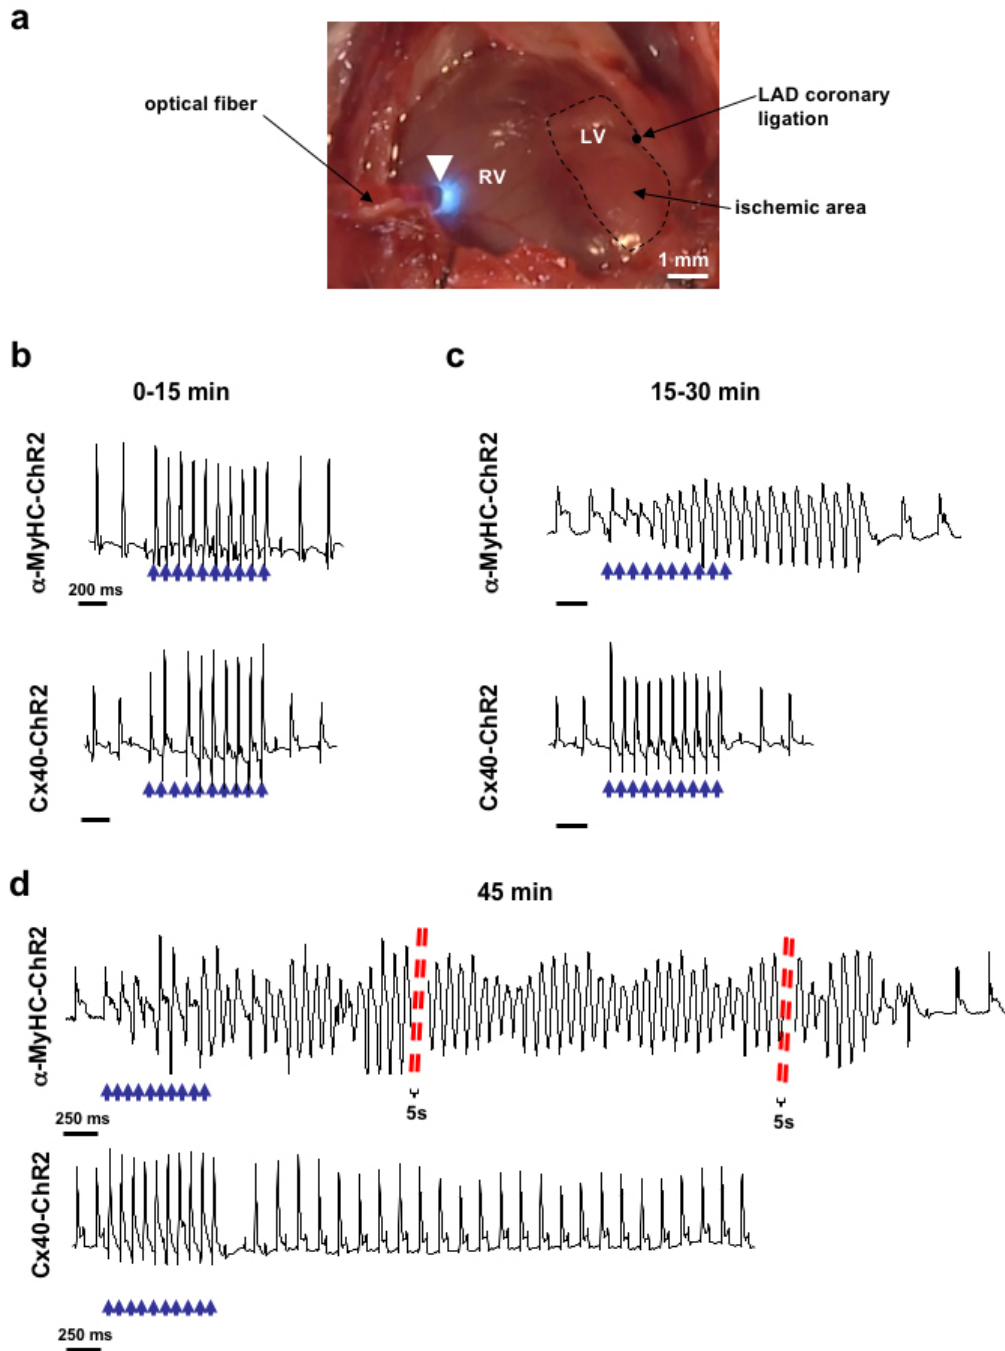 a
optical fiber
LAD coronary
ligation
LV
RV
ischemic area
1 mm
b
0-15 min
α-MyHC-ChR2
200 ms
Cx40-ChR2
c
15-30 min
α-MyHC-ChR2
Cx40-ChR2
d
45 min
α-MyHC-ChR2
5s
5s
250 ms
Cx40-ChR2
250 ms